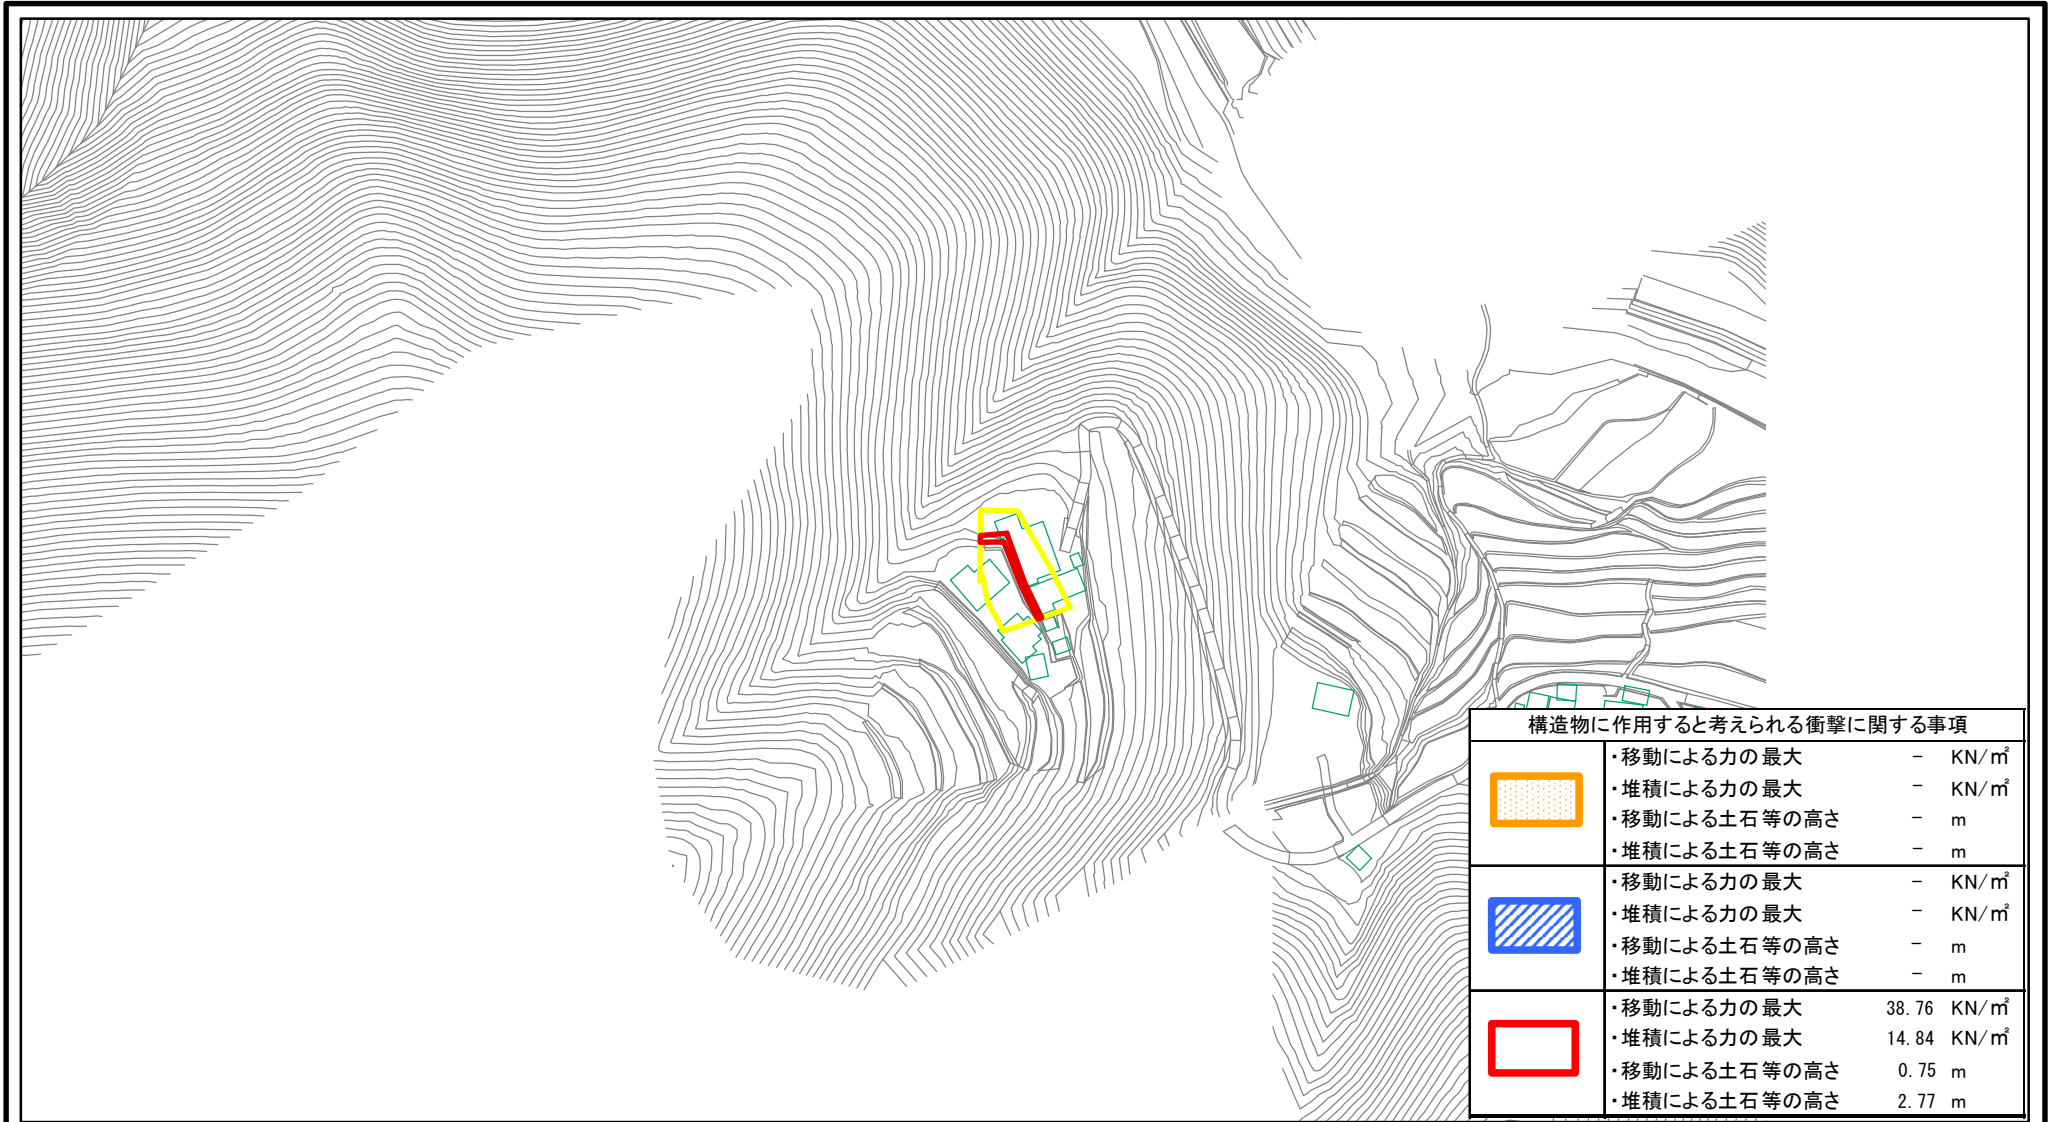 構造物に作用すると考えられる衝撃に関する事項
・移動による力の最大 - KN/㎡
・堆積による力の最大 - KN/㎡
・移動による土石等の高さ - m
・堆積による土石等の高さ - m
・移動による力の最大 - KN/㎡
・堆積による力の最大 - KN/㎡
・移動による土石等の高さ - m
・堆積による土石等の高さ - m
・移動による力の最大 38.76 KN/㎡
・堆積による力の最大 14.84 KN/㎡
・移動による土石等の高さ 0.75 m
・堆積による土石等の高さ 2.77 m